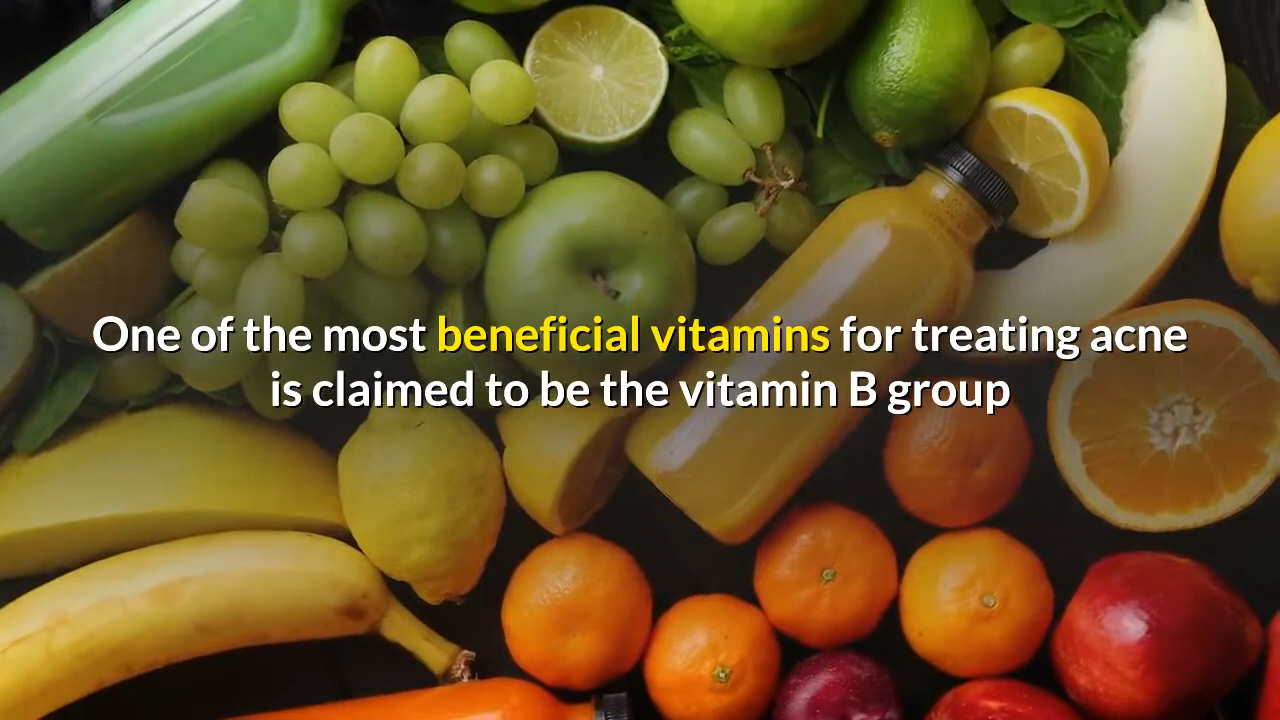 One of the most beneficial vitamins for treating acne
is claimed to be the vitamin B group